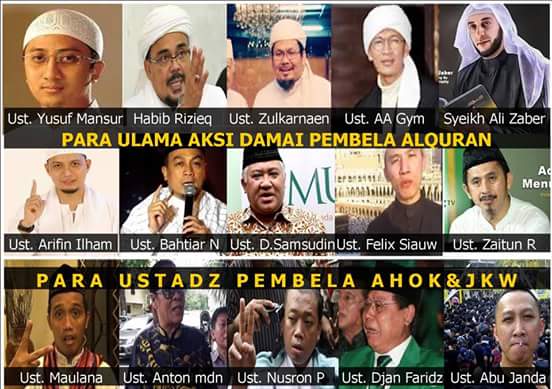 Ust. Yusuf Mansur Habib Rizieq Ust. Zulkarnaen Ust. AA Gym Syeikh Ali Zaber
PARA ULAMA AKSI DAMAI PEMBELA ALQURAN
MU
Ust. Arifin Ilham Ust. Bahtiar N Ust. D.Samsudin Ust. Felix Siauw Ust. Zaitun R
PARA USTADZ PEMBELA AHOK&JKW
Ust. Maulana Ust. Anton mdn Ust. Nusron P Ust. Djan Faridz Ust. Abu Janda